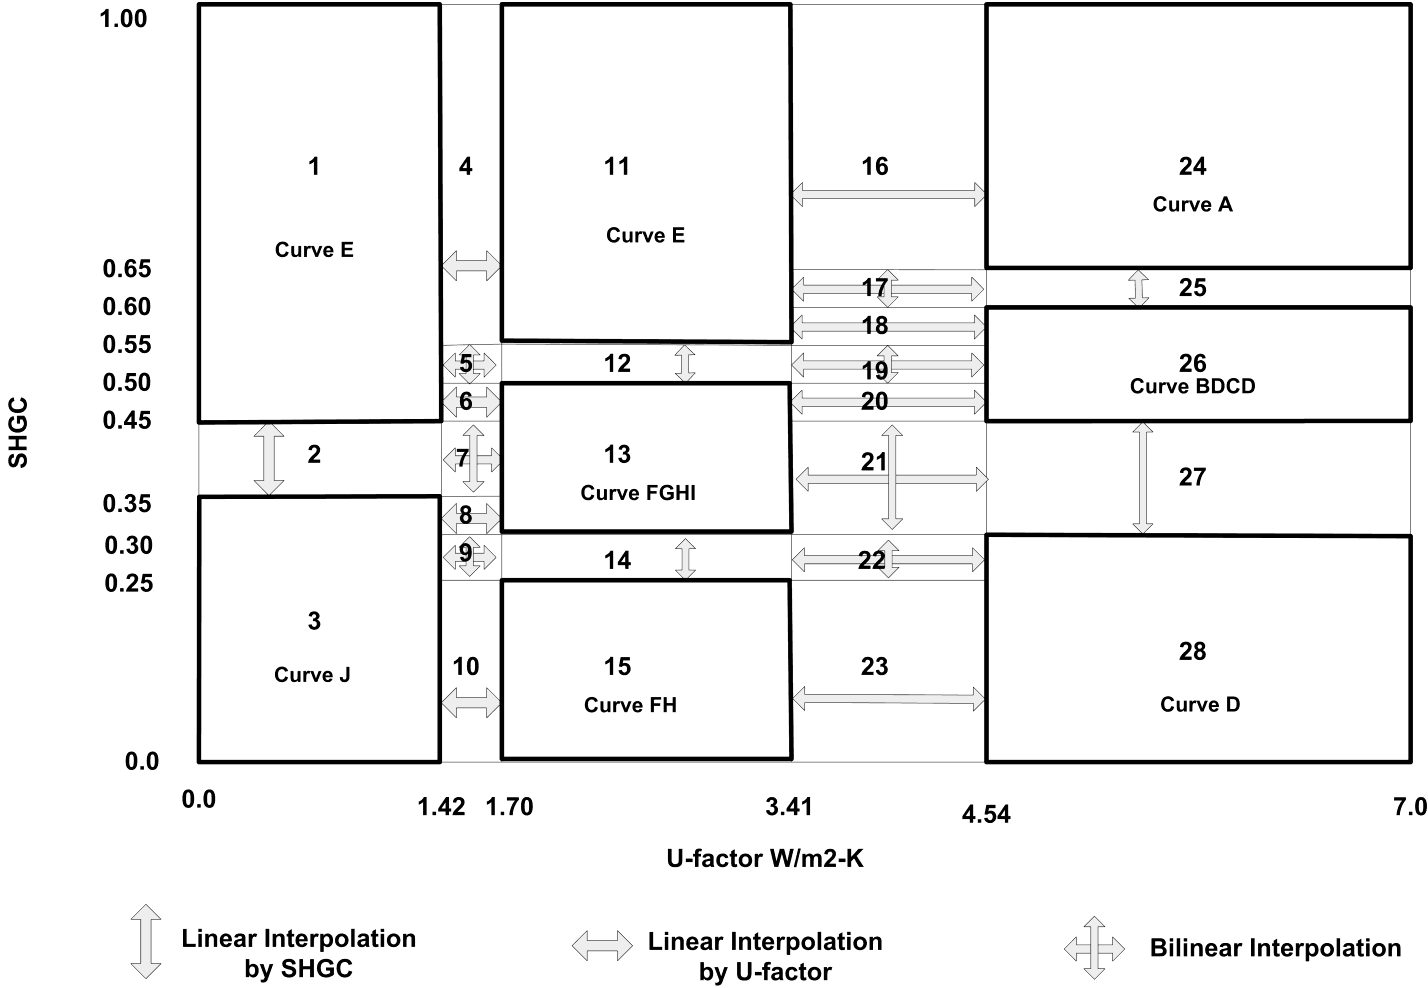 1.00
1
4
11
16
24
Curve A
Curve E
Curve E
0.65
17
25
0.60
18
0.55
5
12
19
26
0.50
Curve BDCD
6
20
0.45
SHGC
2
7
13
21
27
Curve FGHI
0.35
8
0.30
9
14
22
0.25
3
10
15
23
28
Curve J
Curve FH
Curve D
0.0
0.0
1.42
1.70
3.41
4.54
7.0
U-factor W/m2-K
Linear Interpolation
by SHGC
Linear Interpolation
by U-factor
Bilinear Interpolation